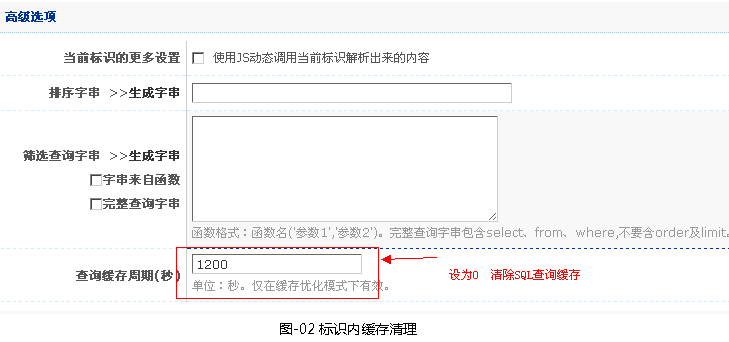 高级选项
当前标识的更多设置 使用JS动态调用当前标识解析出来的内容
排序字串 >>生成字串
筛选查询字串 >>生成字串
字串来自函数
完整查询字串
函数格式：函数名('参数1','参数2')。完整查询字串包含select、from、where,不要含order及limit。
查询缓存周期(秒) 1200
设为0 清除SQL查询缓存
单位：秒。仅在缓存优化模式下有效。
图-02 标识内缓存清理